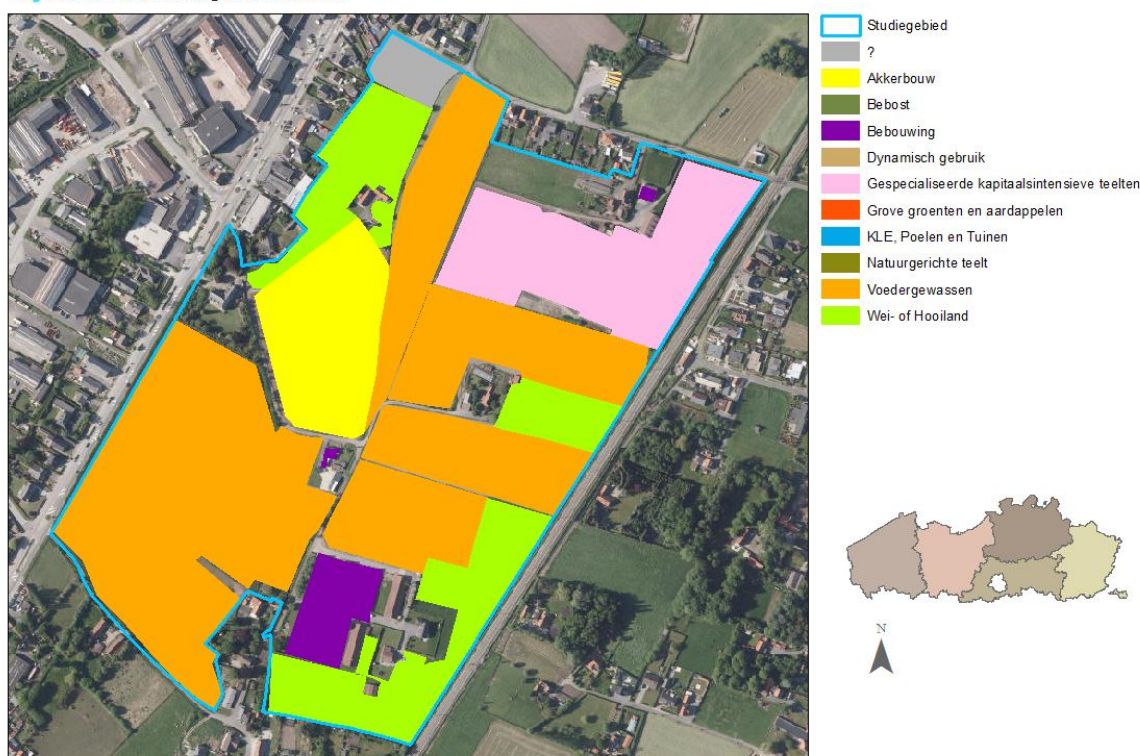 Studiegebied
?
Akkerbouw
Bebost
Bebouwing
Dynamisch gebruik
Gespecialiseerde kapitaalsintensieve teelten
Grove groenten en aardappelen
KLE, Poelen en Tuinen
Natuurgerichte teelt
Voedergewassen
Wei- of Hooiland
N